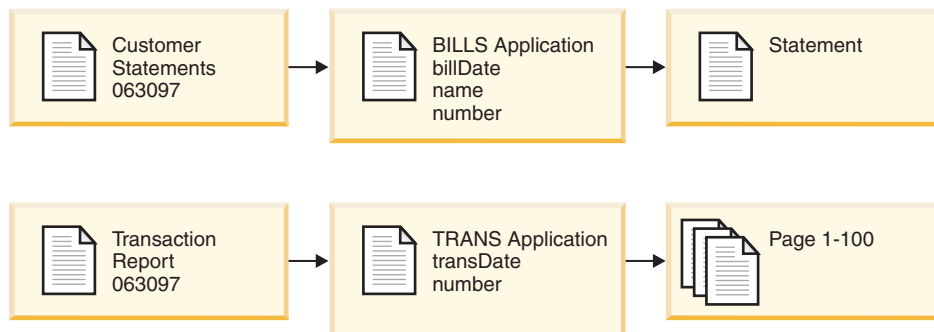 Customer
Statements
063097
BILLS Application
billDate
name
number
Statement
Transaction
Report
063097
TRANS Application
transDate
number
Page 1-100